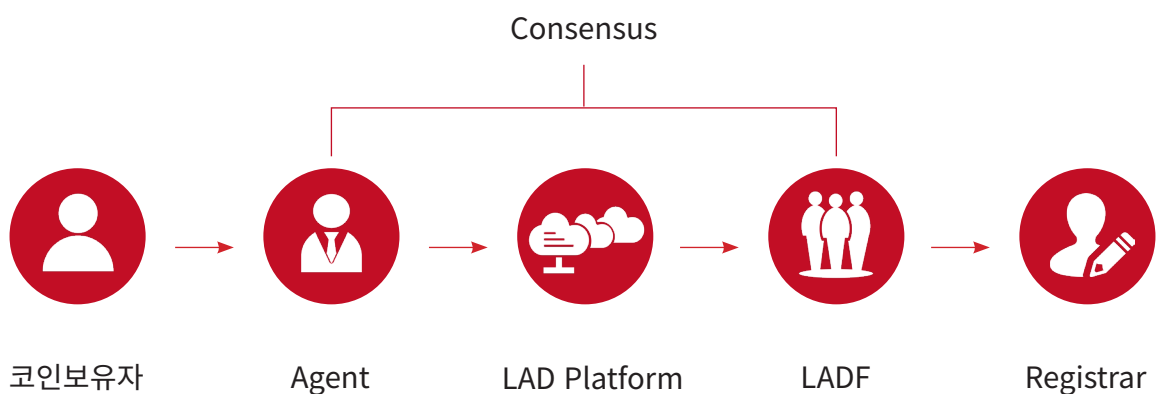 Consensus
코인보유자
Agent
LAD Platform
LADF
Registrar